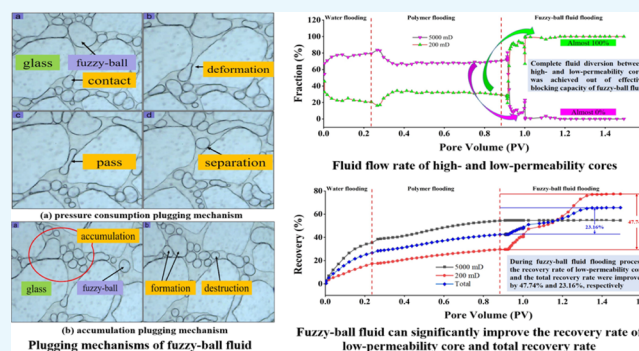 a
glass
fuzzy-ball
contact
b
deformation
c
pass
d
separation
(a) pressure consumption plugging mechanism
a
accumulation
glass
fuzzy-ball
b
formation
destruction
(b) accumulation plugging mechanism
Plugging mechanisms of fuzzy-ball fluid
Water flooding
Polymer flooding
Fuzzy-ball fluid flooding
Fraction (%)
120
100
80
60
40
20
0
5000 mD
200 mD
Almost 100%
Complete fluid diversion between
high- and low-permeability cor
was achieved out of effective
blocking capacity of fuzzy-ball flu
Almost 0%
0.0 0.2 0.4 0.6 0.8 1.0 1.2 1.4
Pore Volume (PV)
Fluid flow rate of high- and low-permeability cores
Water flooding
Polymer flooding
Fuzzy-ball fluid flooding
Recovery (%)
80
60
40
20
0
5000 mD
200 mD
Total
23.16%
47.7
During fuzzy-ball fluid flooding proces
the recovery rate of low-permeability cor
and the total recovery rate were improve
by 47.74% and 23.16%, respectively
0.0 0.2 0.4 0.6 0.8 1.0 1.2 1.4
Pore Volume (PV)
Fuzzy-ball fluid can significantly improve the recovery rate of
low-permeability core and total recovery rate